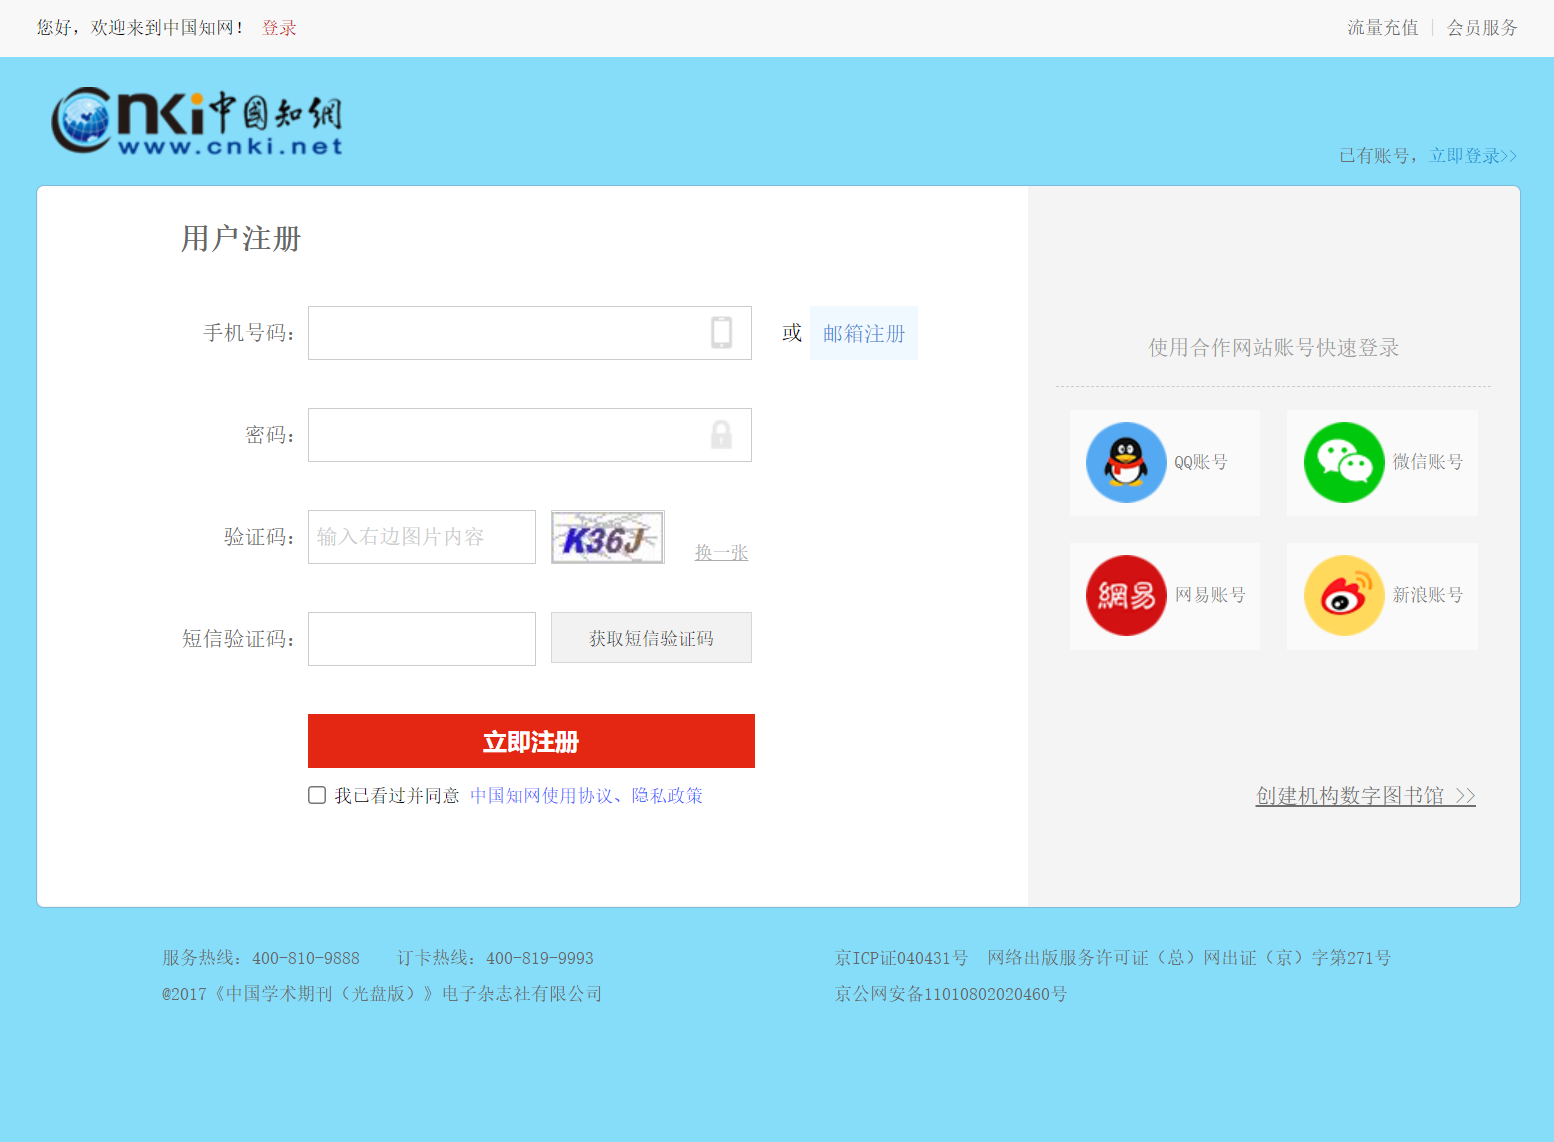 您好，欢迎来到中国知网！ 登录
流量充值 | 会员服务
cnki中國知網
www.cnki.net
已有账号，立即登录>>
用户注册
手机号码：
或 邮箱注册
密码：
验证码： 输入右边图片内容 K36J 换一张
短信验证码： 获取短信验证码
立即注册
我已看过并同意 中国知网使用协议、隐私政策
使用合作网站账号快速登录
QQ账号 微信账号
網易 网易账号 新浪账号
创建机构数字图书馆 >>
服务热线：400-810-9888 订卡热线：400-819-9993
@2017《中国学术期刊（光盘版）》电子杂志社有限公司
京ICP证040431号 网络出版服务许可证（总）网出证（京）字第271号
京公网安备11010802020460号